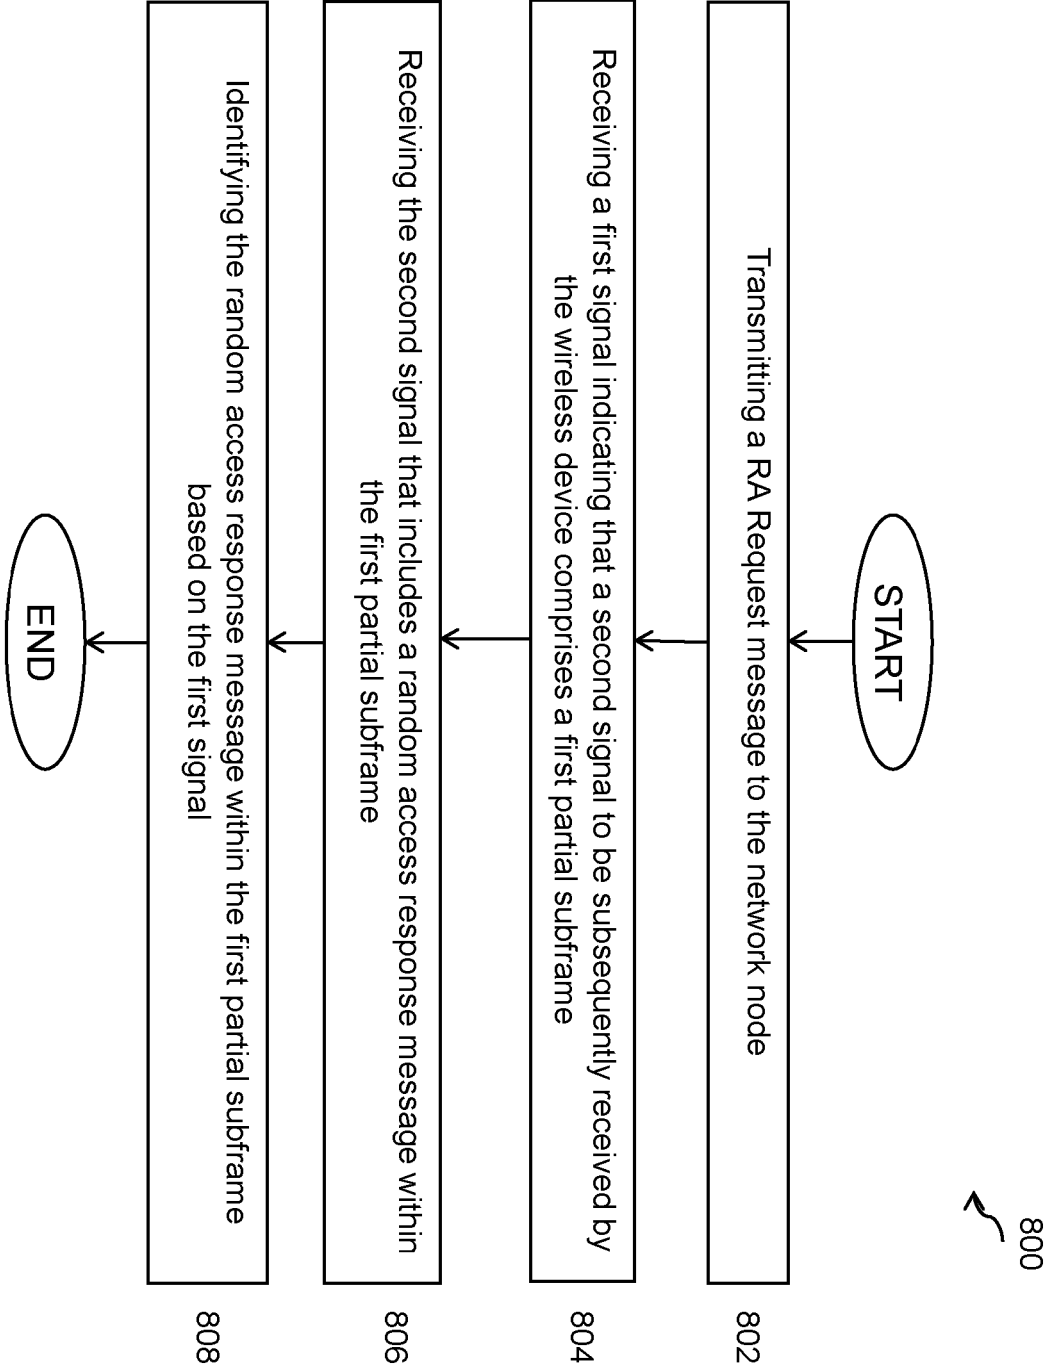 800
START
Transmitting a RA Request message to the network node
802
Receiving a first signal indicating that a second signal to be subsequently received by
the wireless device comprises a first partial subframe
804
Receiving the second signal that includes a random access response message within
the first partial subframe
806
Identifying the random access response message within the first partial subframe
based on the first signal
808
END